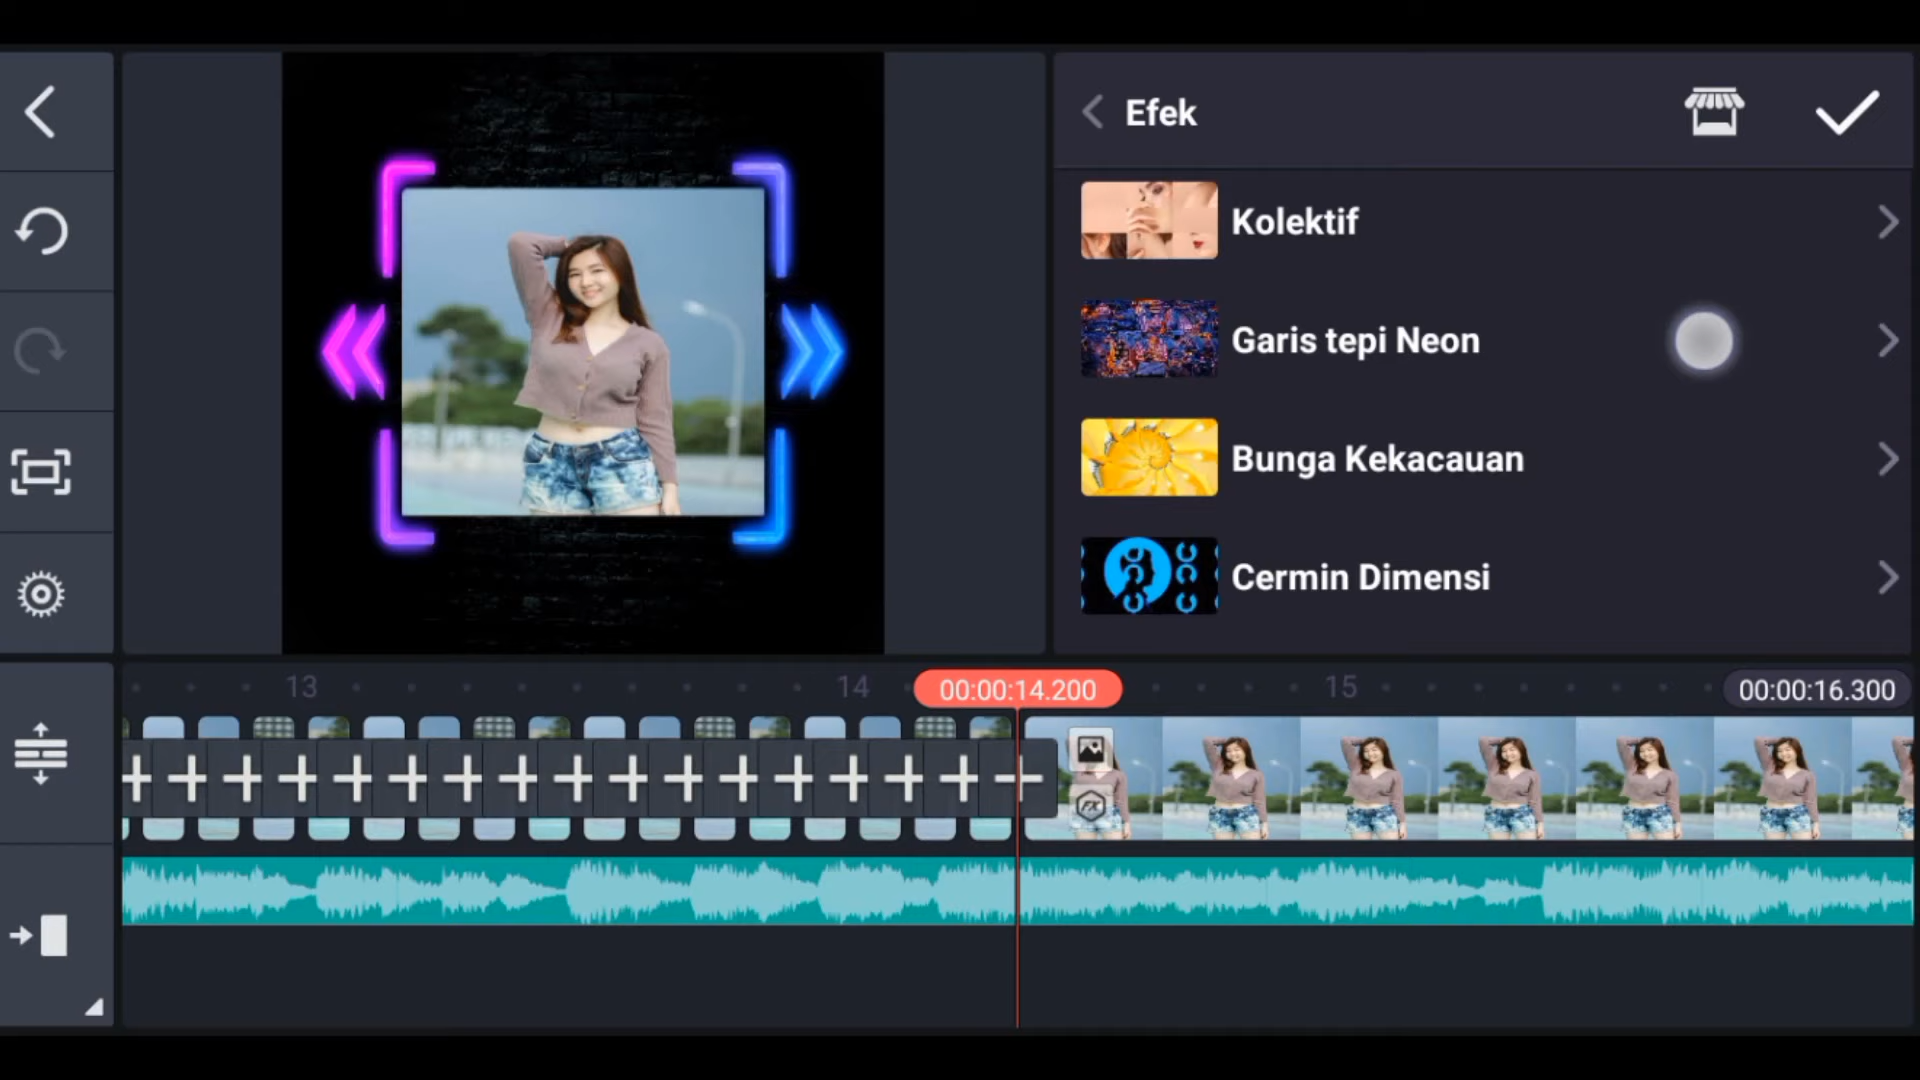 Efek
Kolektif
Garis tepi Neon
Bunga Kekacauan
Cermin Dimensi
13
14
00:00:14.200
15
00:00:16.300
FX